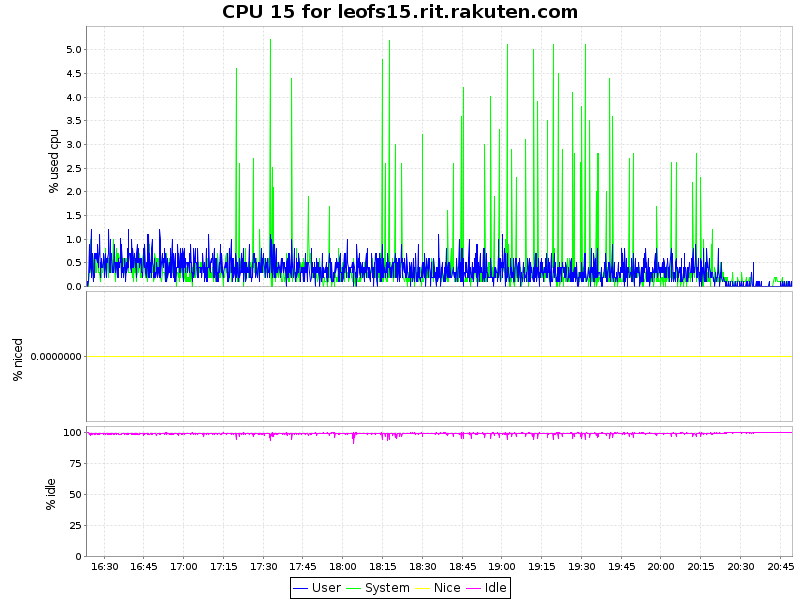 CPU 15 for leofs15.rit.rakuten.com
% used cpu
5.0
4.5
4.0
3.5
3.0
2.5
2.0
1.5
1.0
0.5
0.0
% niced
0.0000000
% idle
100
75
50
25
0
16:30 16:45 17:00 17:15 17:30 17:45 18:00 18:15 18:30 18:45 19:00 19:15 19:30 19:45 20:00 20:15 20:30 20:45
User System Nice Idle